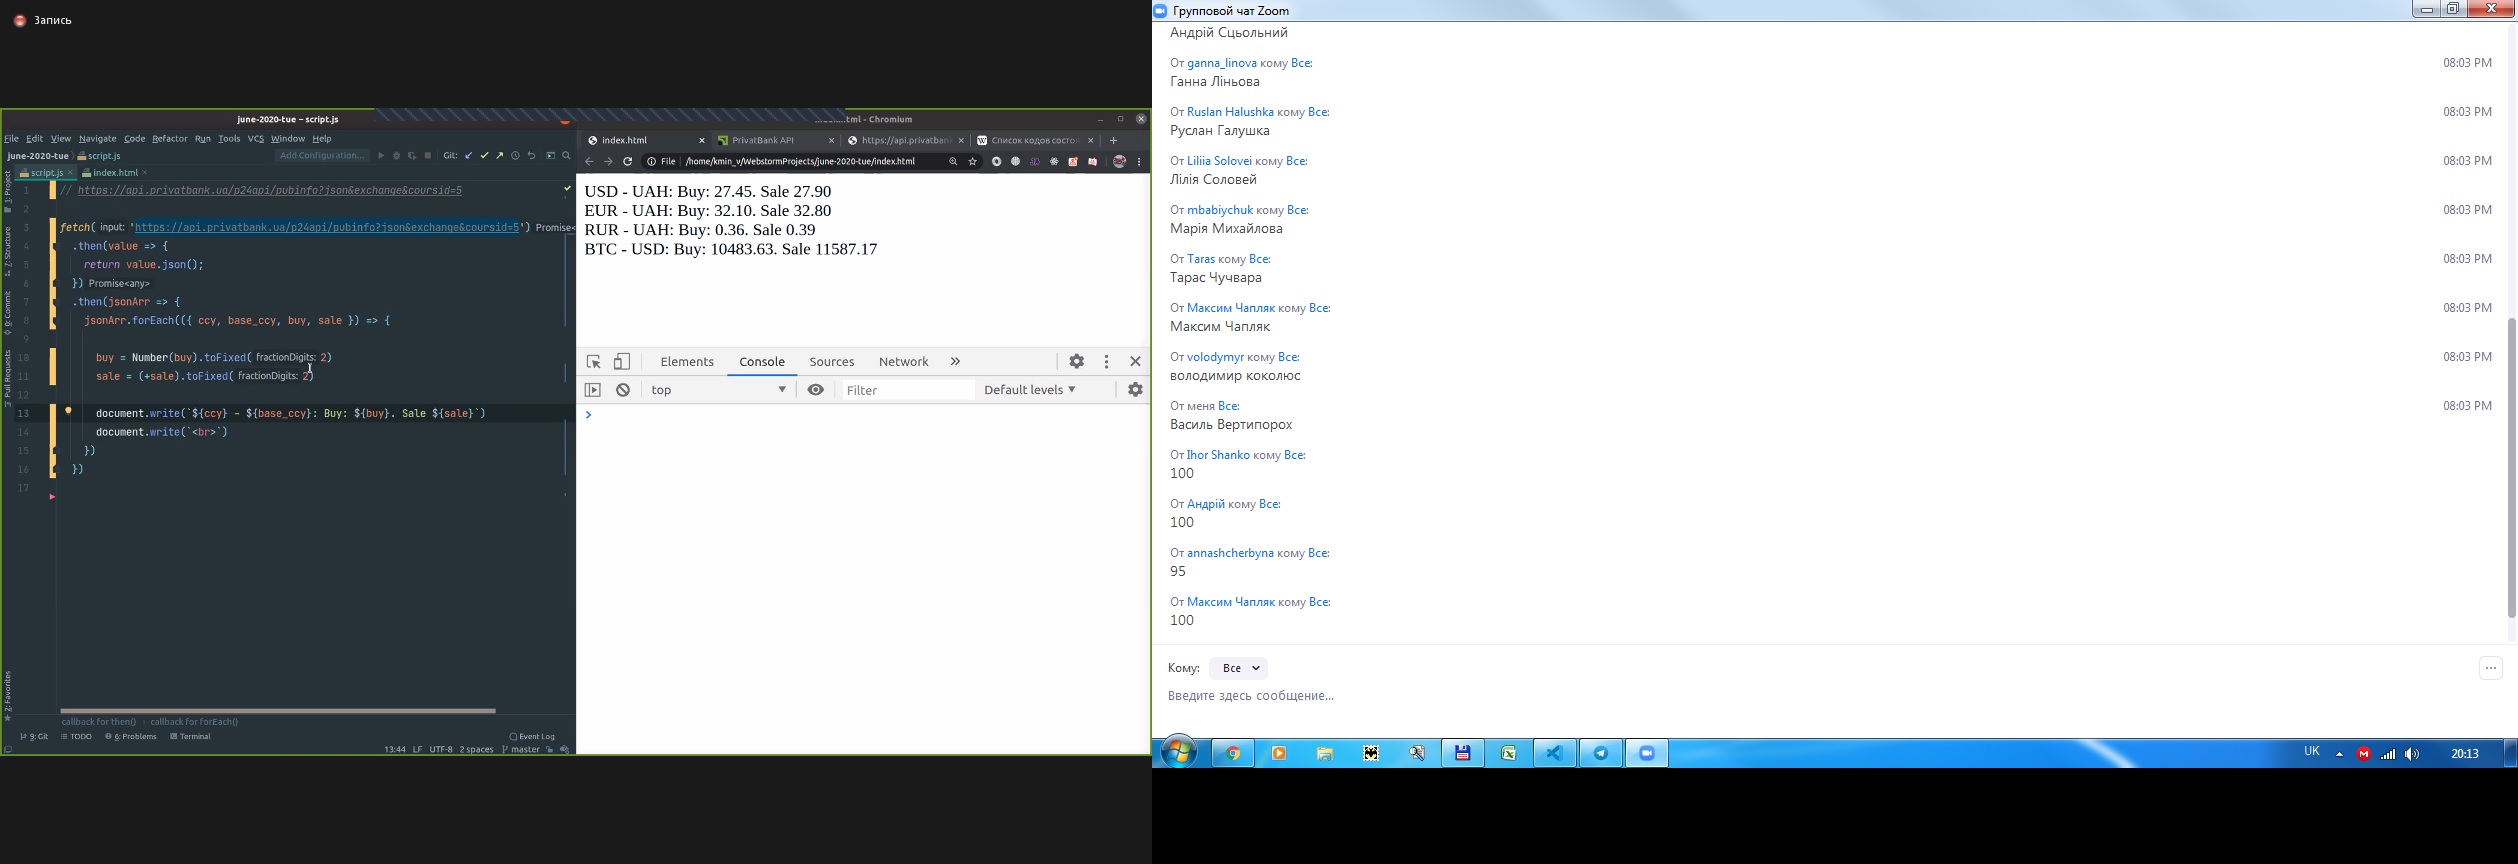 Запись
june-2020-tue – script.js
File Edit View Navigate Code Refactor Run Tools VCS Window Help
june-2020-tue script.js Add Configuration... Git:
script.js index.html
1 // https://api.privatbank.ua/p24api/pubinfo?json&exchange&coursid=5
2
3 fetch( input: 'https://api.privatbank.ua/p24api/pubinfo?json&exchange&coursid=5') Promise<
4 .then(value => {
5 return value.json();
6 }) Promise<any>
7 .then(jsonArr => {
8 jsonArr.forEach(({ ccy, base_ccy, buy, sale }) => {
9
10 buy = Number(buy).toFixed( fractionDigits: 2)
11 sale = (+sale).toFixed( fractionDigits: 2)
12
13 document.write(`${ccy} - ${base_ccy}: Buy: ${buy}. Sale ${sale}`)
14 document.write(`<br>`)
15 })
16 })
17
1: Project
7: Structure
0: Commit
Pull Requests
2: Favorites
callback for then() › callback for forEach()
9: Git TODO 6: Problems Terminal Event Log
13:44 LF UTF-8 2 spaces master
tml - Chromium
index.html PrivatBank API https://api.privatban Список кодов состо
File /home/kmin_v/WebstormProjects/june-2020-tue/index.html
USD - UAH: Buy: 27.45. Sale 27.90
EUR - UAH: Buy: 32.10. Sale 32.80
RUR - UAH: Buy: 0.36. Sale 0.39
BTC - USD: Buy: 10483.63. Sale 11587.17
Elements Console Sources Network »
top Filter Default levels
Групповой чат Zoom
Андрій Сцьольний
От ganna_linova кому Все: 08:03 PM
Ганна Ліньова
От Ruslan Halushka кому Все: 08:03 PM
Руслан Галушка
От Liliia Solovei кому Все: 08:03 PM
Лілія Соловей
От mbabiychuk кому Все: 08:03 PM
Марія Михайлова
От Taras кому Все: 08:03 PM
Тарас Чучвара
От Максим Чапляк кому Все: 08:03 PM
Максим Чапляк
От volodymyr кому Все: 08:03 PM
володимир коколюс
От меня Все: 08:03 PM
Василь Вертипорох
От Ihor Shanko кому Все:
100
От Андрій кому Все:
100
От annashcherbyna кому Все:
95
От Максим Чапляк кому Все:
100
Кому: Все
Введите здесь сообщение...
UK 20:13